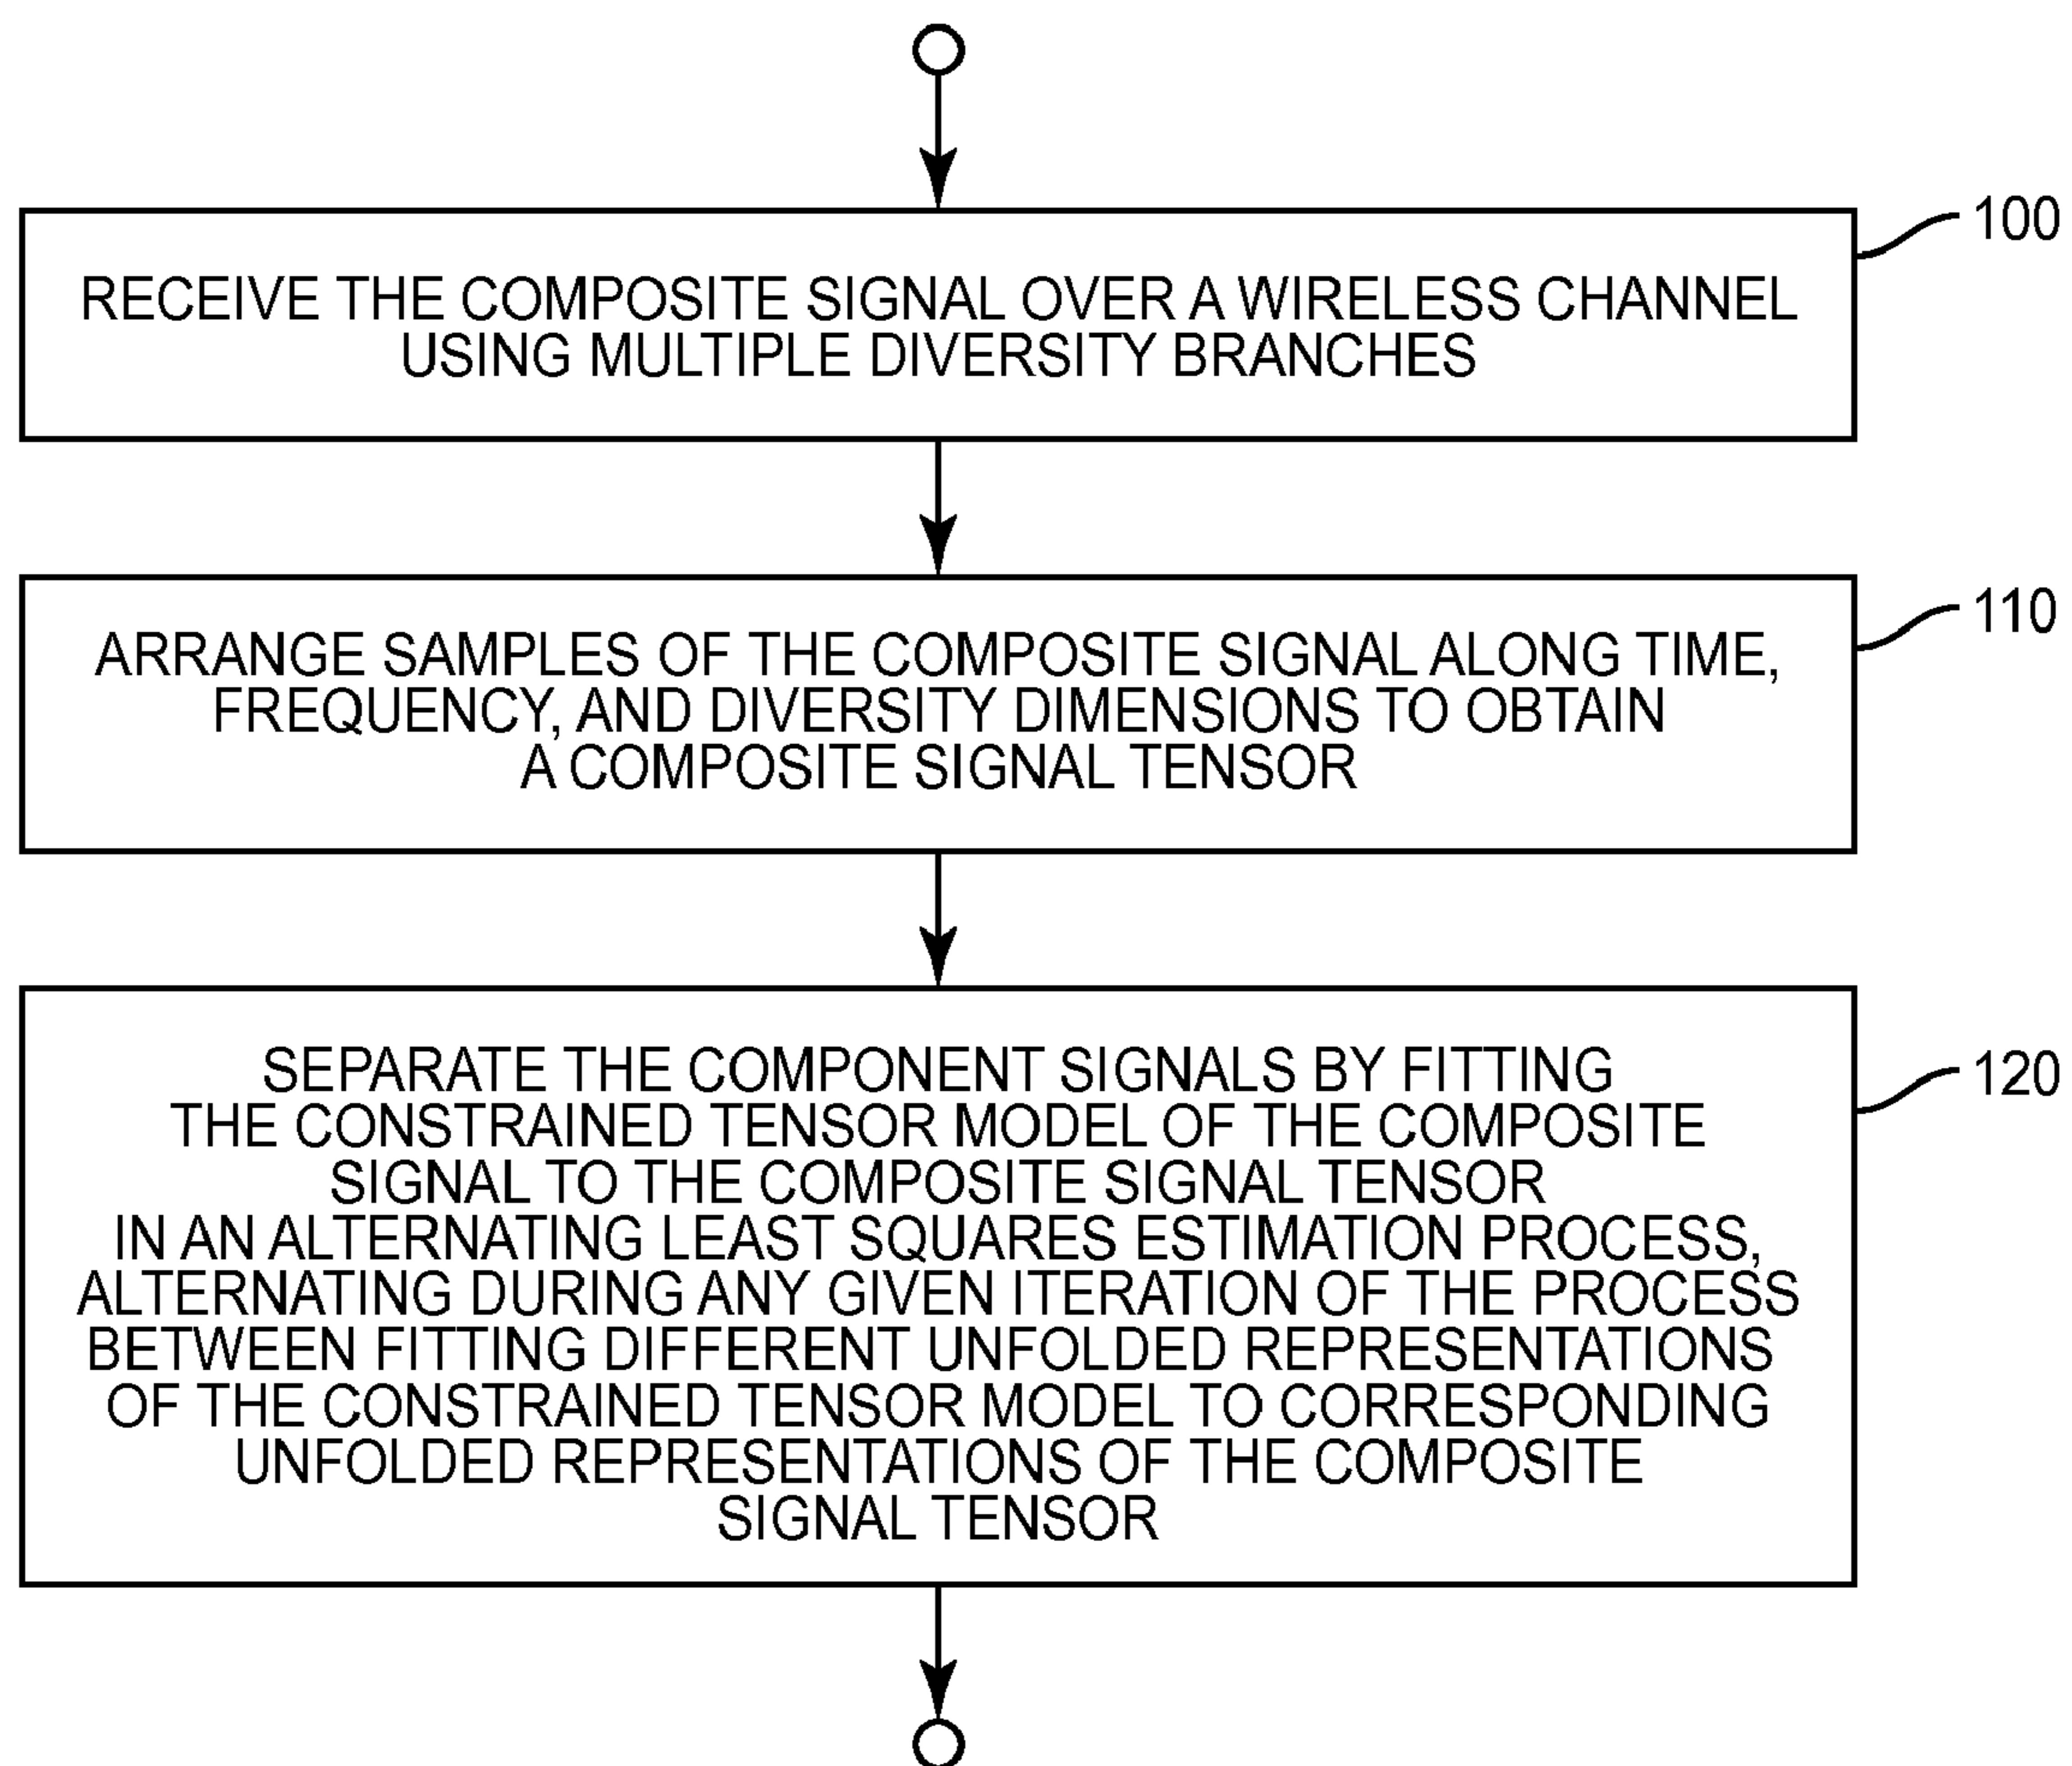 100
RECEIVE THE COMPOSITE SIGNAL OVER A WIRELESS CHANNEL
USING MULTIPLE DIVERSITY BRANCHES
110
ARRANGE SAMPLES OF THE COMPOSITE SIGNAL ALONG TIME,
FREQUENCY, AND DIVERSITY DIMENSIONS TO OBTAIN
A COMPOSITE SIGNAL TENSOR
120
SEPARATE THE COMPONENT SIGNALS BY FITTING
THE CONSTRAINED TENSOR MODEL OF THE COMPOSITE
SIGNAL TO THE COMPOSITE SIGNAL TENSOR
IN AN ALTERNATING LEAST SQUARES ESTIMATION PROCESS,
ALTERNATING DURING ANY GIVEN ITERATION OF THE PROCESS
BETWEEN FITTING DIFFERENT UNFOLDED REPRESENTATIONS
OF THE CONSTRAINED TENSOR MODEL TO CORRESPONDING
UNFOLDED REPRESENTATIONS OF THE COMPOSITE
SIGNAL TENSOR